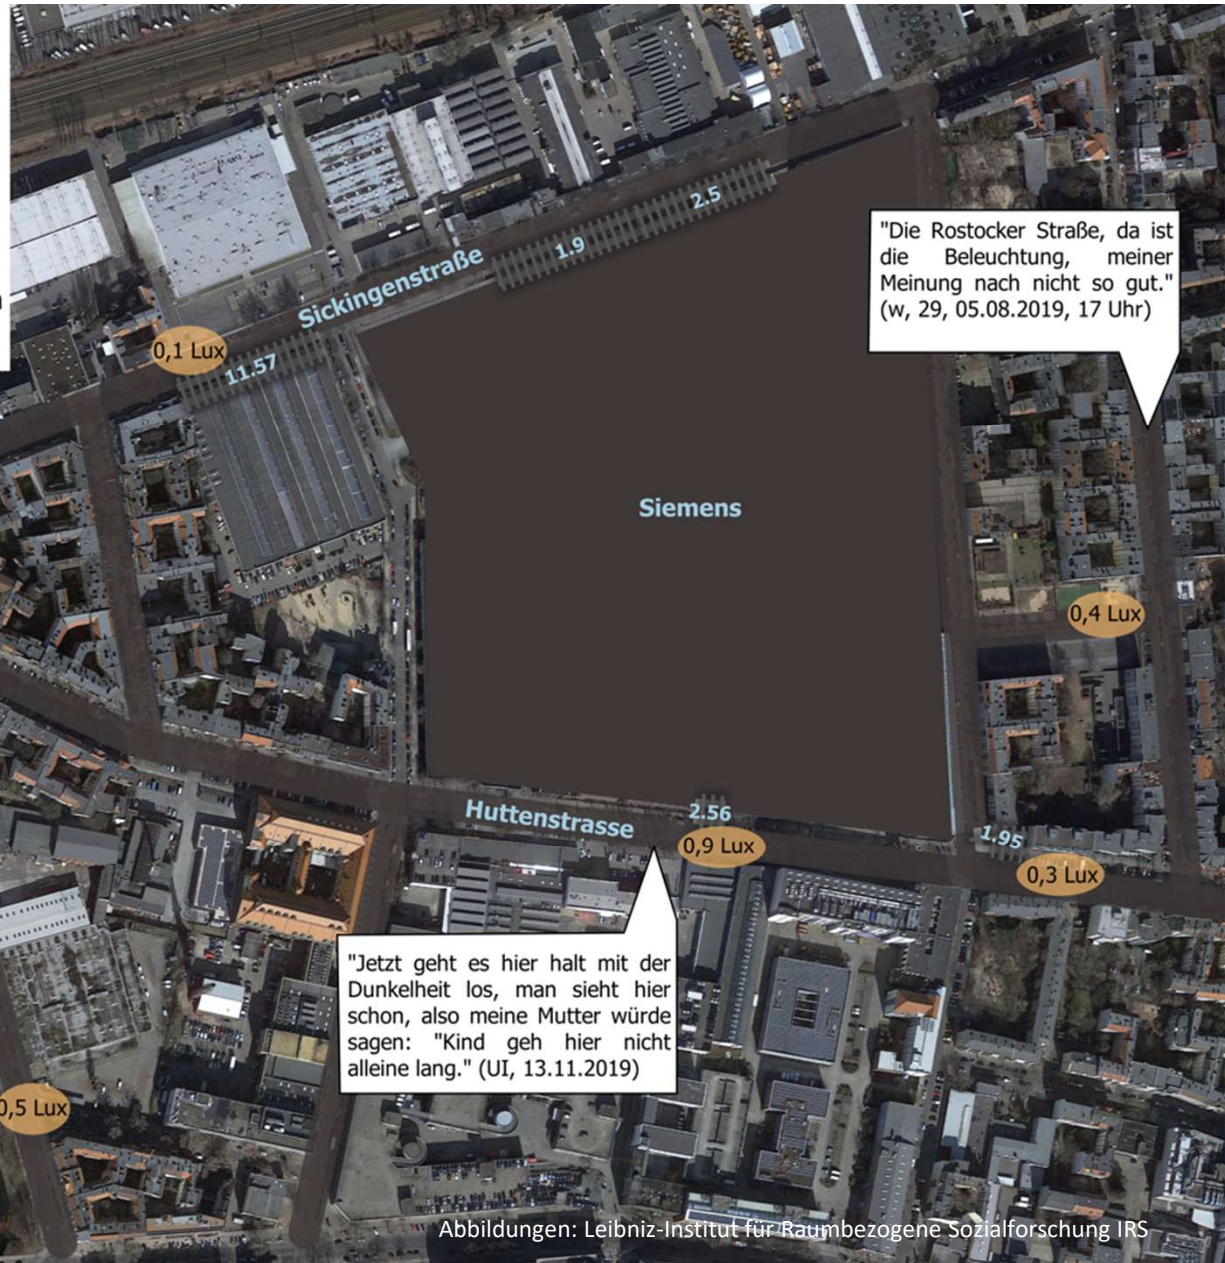 2.5
"Die Rostocker Straße, da ist
die Beleuchtung, meiner
Meinung nach nicht so gut."
(w, 29, 05.08.2019, 17 Uhr)
1.9
Sickingenstraße
0,1 Lux
11.57
Siemens
0,4 Lux
Huttenstrasse
2.56
0,9 Lux
1.95
0,3 Lux
"Jetzt geht es hier halt mit der
Dunkelheit los, man sieht hier
schon, also meine Mutter würde
sagen: "Kind geh hier nicht
alleine lang." (UI, 13.11.2019)
0,5 Lux
Abbildungen: Leibniz-Institut für Raumbezogene Sozialforschung IRS